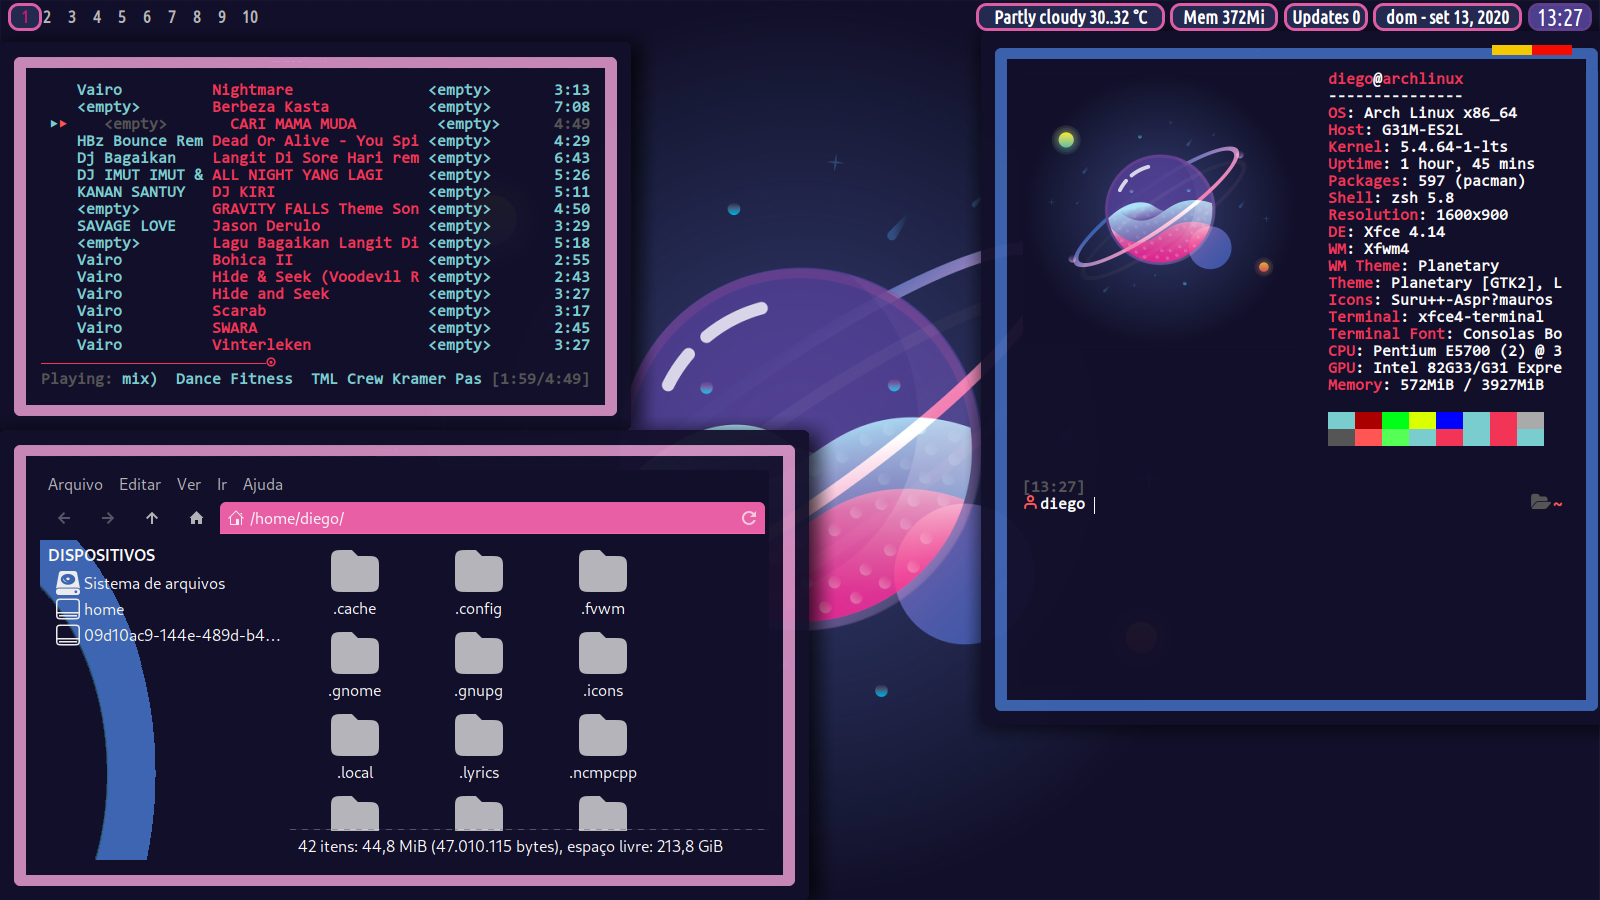 1 2 3 4 5 6 7 8 9 10
Partly cloudy 30..32 °C
Mem 372Mi
Updates 0
dom - set 13, 2020
13:27
Vairo Nightmare <empty> 3:13
<empty> Berbeza Kasta <empty> 7:08
<empty> CARI MAMA MUDA <empty> 4:49
HBz Bounce Rem Dead Or Alive - You Spi <empty> 4:29
Dj Bagaikan Langit Di Sore Hari rem <empty> 6:43
DJ IMUT IMUT & ALL NIGHT YANG LAGI <empty> 5:26
KANAN SANTUY DJ KIRI <empty> 5:11
<empty> GRAVITY FALLS Theme Son <empty> 4:50
SAVAGE LOVE Jason Derulo <empty> 3:29
<empty> Lagu Bagaikan Langit Di <empty> 5:18
Vairo Bohica II <empty> 2:55
Vairo Hide & Seek (Voodevil R <empty> 2:43
Vairo Hide and Seek <empty> 3:27
Vairo Scarab <empty> 3:17
Vairo SWARA <empty> 2:45
Vairo Vinterleken <empty> 3:27
Playing: mix) Dance Fitness TML Crew Kramer Pas [1:59/4:49]
Arquivo Editar Ver Ir Ajuda
/home/diego/
DISPOSITIVOS
Sistema de arquivos
home
09d10ac9-144e-489d-b4...
.cache .config .fvwm
.gnome .gnupg .icons
.local .lyrics .ncmpcpp
42 itens: 44,8 MiB (47.010.115 bytes), espaço livre: 213,8 GiB
diego@archlinux
---------------
OS: Arch Linux x86_64
Host: G31M-ES2L
Kernel: 5.4.64-1-lts
Uptime: 1 hour, 45 mins
Packages: 597 (pacman)
Shell: zsh 5.8
Resolution: 1600x900
DE: Xfce 4.14
WM: Xfwm4
WM Theme: Planetary
Theme: Planetary [GTK2], L
Icons: Suru++-Aspr?mauros
Terminal: xfce4-terminal
Terminal Font: Consolas Bo
CPU: Pentium E5700 (2) @ 3
GPU: Intel 82G33/G31 Expre
Memory: 572MiB / 3927MiB
[13:27]
diego ~